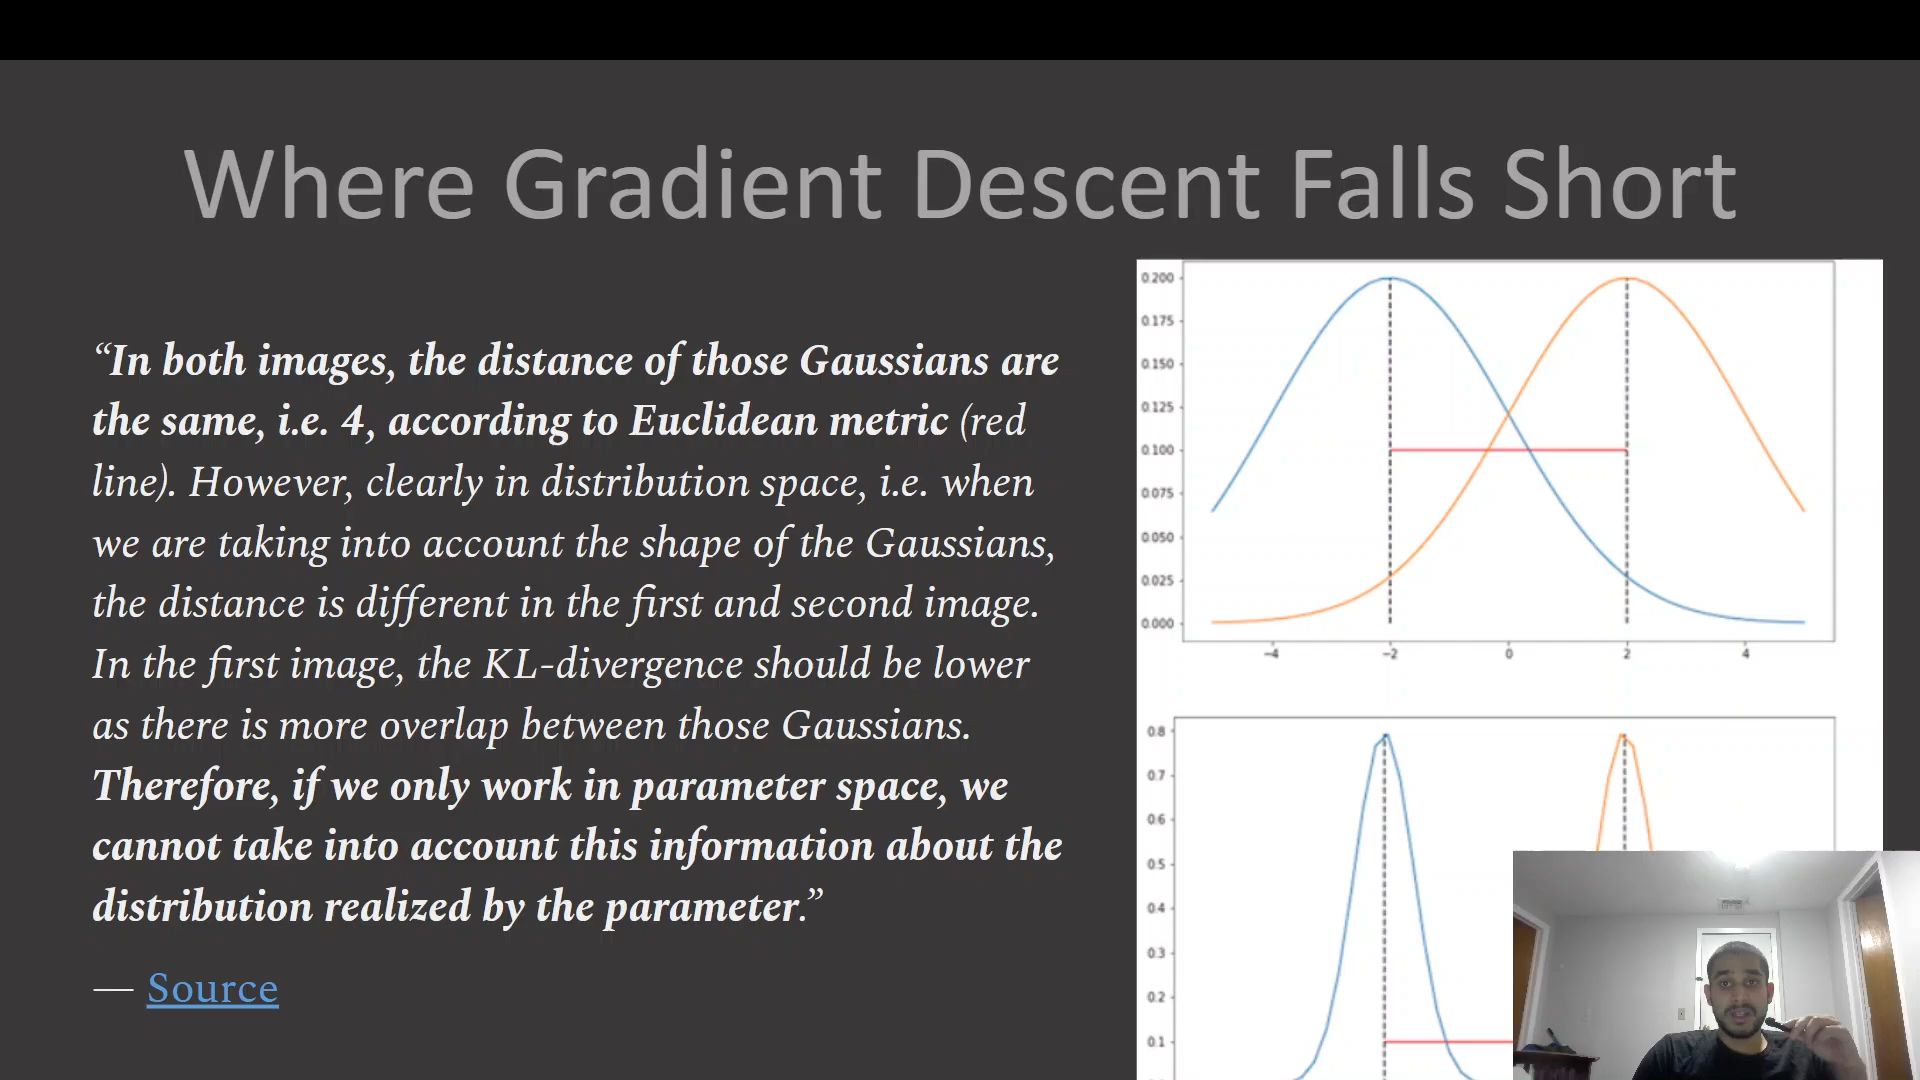 Where Gradient Descent Falls Short
“In both images, the distance of those Gaussians are
the same, i.e. 4, according to Euclidean metric (red
line). However, clearly in distribution space, i.e. when
we are taking into account the shape of the Gaussians,
the distance is different in the first and second image.
In the first image, the KL-divergence should be lower
as there is more overlap between those Gaussians.
Therefore, if we only work in parameter space, we
cannot take into account this information about the
distribution realized by the parameter.”
— Source
0.200
0.175
0.150
0.125
0.100
0.075
0.050
0.025
0.000
−4 −2 0 2 4
0.8
0.7
0.6
0.5
0.4
0.3
0.2
0.1